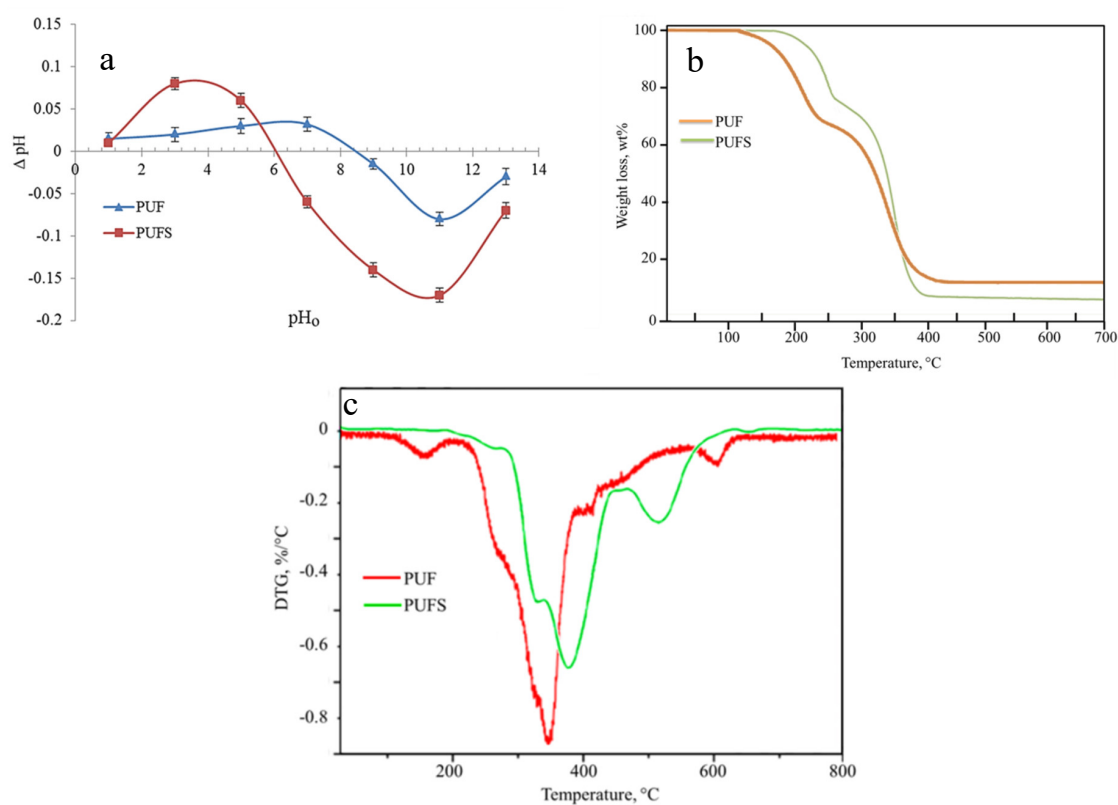 a
0.15
0.1
0.05
0
-0.05
-0.1
-0.15
-0.2
Δ pH
0 2 4 6 8 10 12 14
PUF
PUFS
pH₀
b
100
80
60
40
20
0
Weight loss, wt%
PUF
PUFS
100 200 300 400 500 600 700
Temperature, °C
c
0
-0.2
-0.4
-0.6
-0.8
DTG, %/°C
PUF
PUFS
200 400 600 800
Temperature, °C